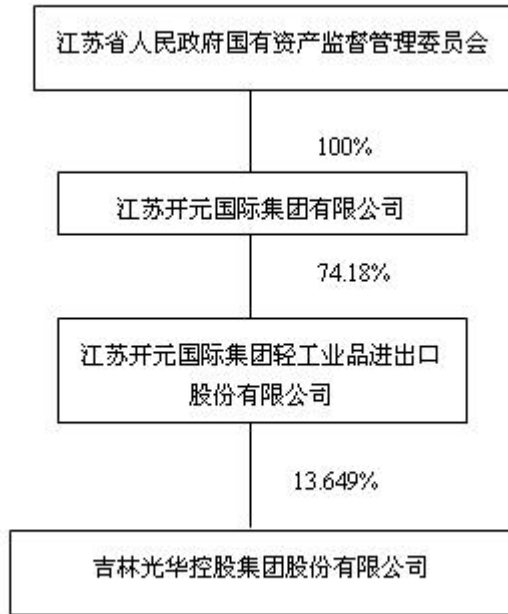 江苏省人民政府国有资产监督管理委员会
100%
江苏开元国际集团有限公司
74.18%
江苏开元国际集团轻工业品进出口
股份有限公司
13.649%
吉林光华控股集团股份有限公司